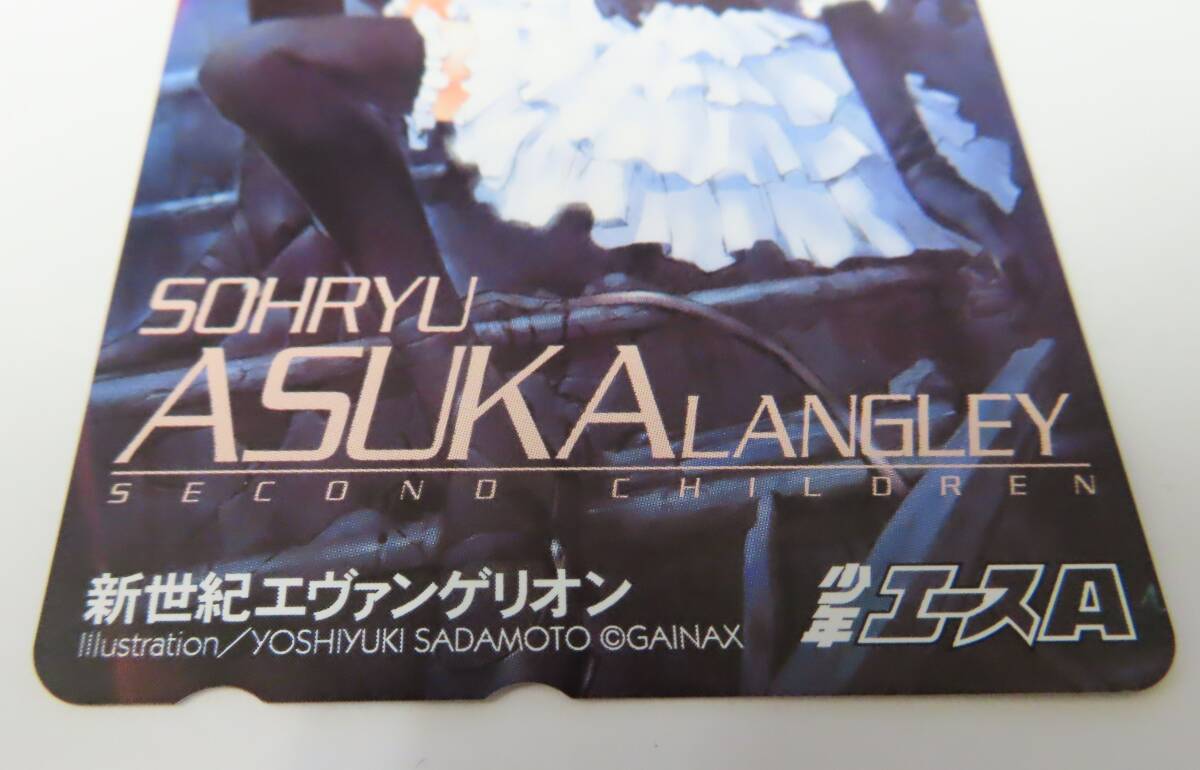 SOHRYU
ASUKA LANGLEY
SECOND CHILDREN
新世紀エヴァンゲリオン
Illustration／YOSHIYUKI SADAMOTO ©GAINAX
少年エースA